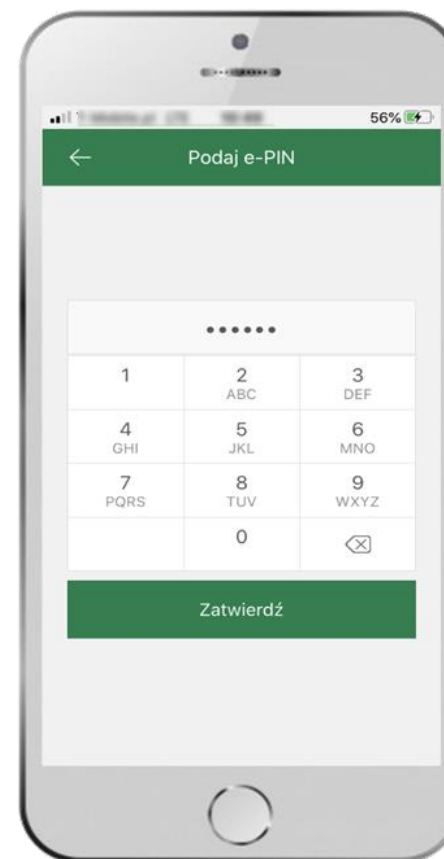 56%
Podaj e-PIN
••••••
1 2 3
ABC DEF
4 5 6
GHI JKL MNO
7 8 9
PQRS TUV WXYZ
0
Zatwierdź